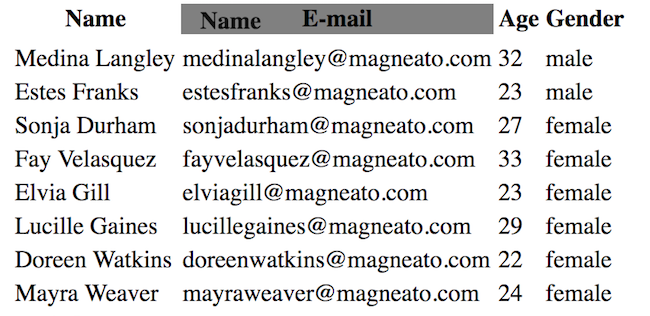 Name Name E-mail Age Gender
Medina Langley medinalangley@magneato.com 32 male
Estes Franks estesfranks@magneato.com 23 male
Sonja Durham sonjadurham@magneato.com 27 female
Fay Velasquez fayvelasquez@magneato.com 33 female
Elvia Gill elviagill@magneato.com 23 female
Lucille Gaines lucillegaines@magneato.com 29 female
Doreen Watkins doreenwatkins@magneato.com 22 female
Mayra Weaver mayraweaver@magneato.com 24 female